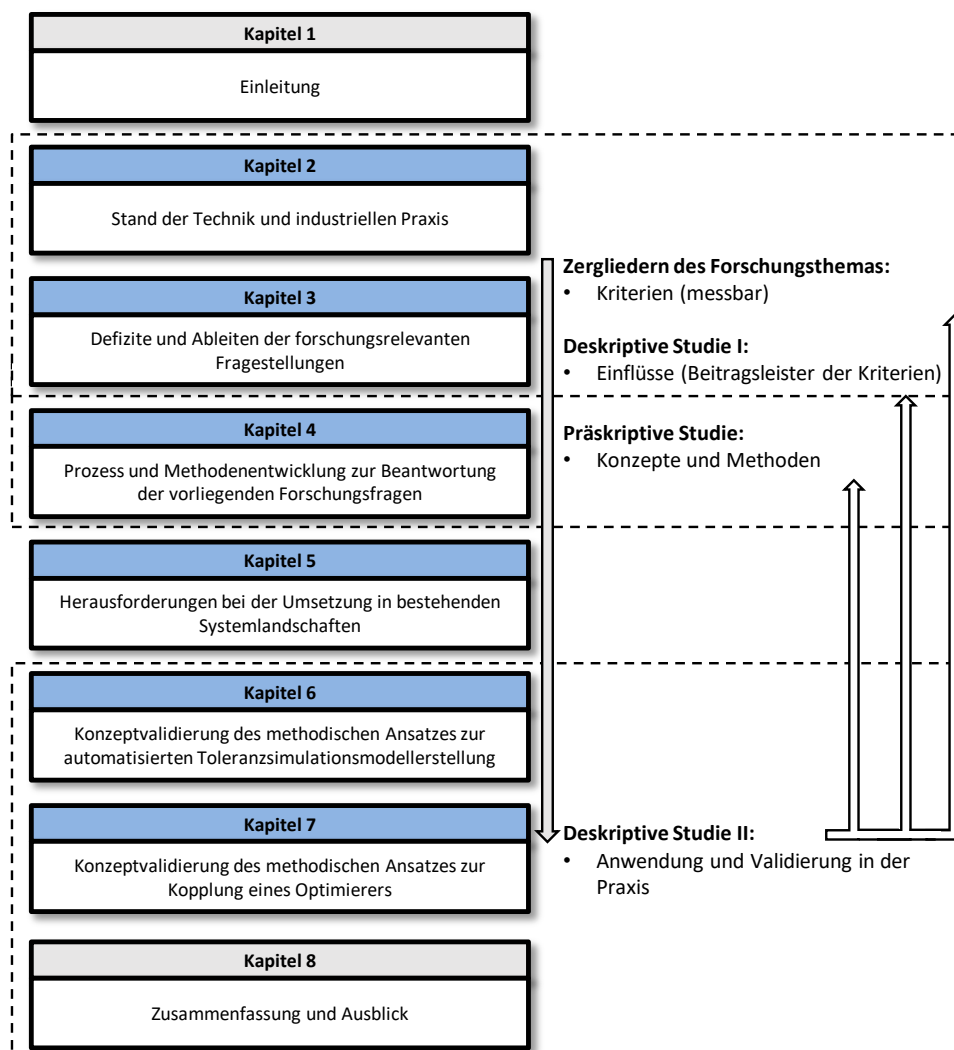 Kapitel 1
Einleitung
Kapitel 2
Stand der Technik und industriellen Praxis
Kapitel 3
Defizite und Ableiten der forschungsrelevanten
Fragestellungen
Kapitel 4
Prozess und Methodenentwicklung zur Beantwortung
der vorliegenden Forschungsfragen
Kapitel 5
Herausforderungen bei der Umsetzung in bestehenden
Systemlandschaften
Kapitel 6
Konzeptvalidierung des methodischen Ansatzes zur
automatisierten Toleranzsimulationsmodellerstellung
Kapitel 7
Konzeptvalidierung des methodischen Ansatzes zur
Kopplung eines Optimierers
Kapitel 8
Zusammenfassung und Ausblick
Zergliedern des Forschungsthemas:
• Kriterien (messbar)
Deskriptive Studie I:
• Einflüsse (Beitragsleister der Kriterien)
Präskriptive Studie:
• Konzepte und Methoden
Deskriptive Studie II:
• Anwendung und Validierung in der
Praxis